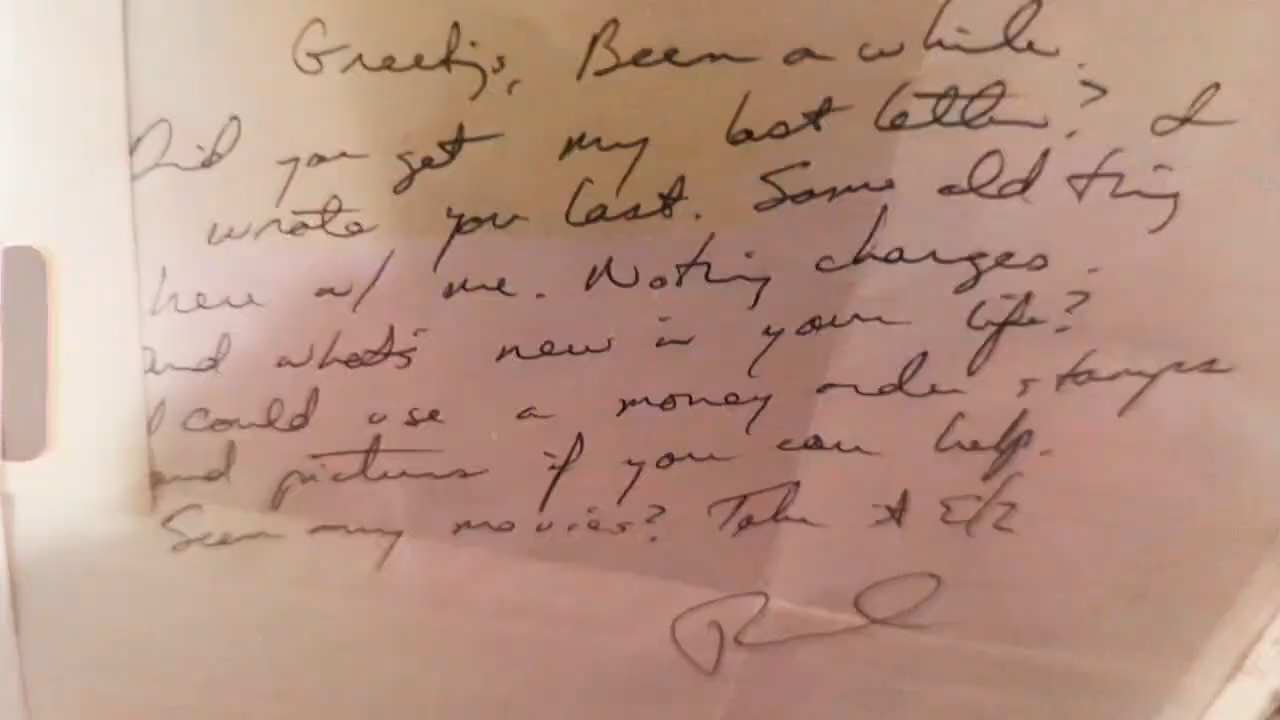 Greetings, Been a while.
Did you get my last letter? I
wrote you last. Same old thing
here w/ me. Nothing changes.
And what's new in your life?
I could use a money order, stamps
and pictures if you can help.
Seen any movies? Take it E/Z